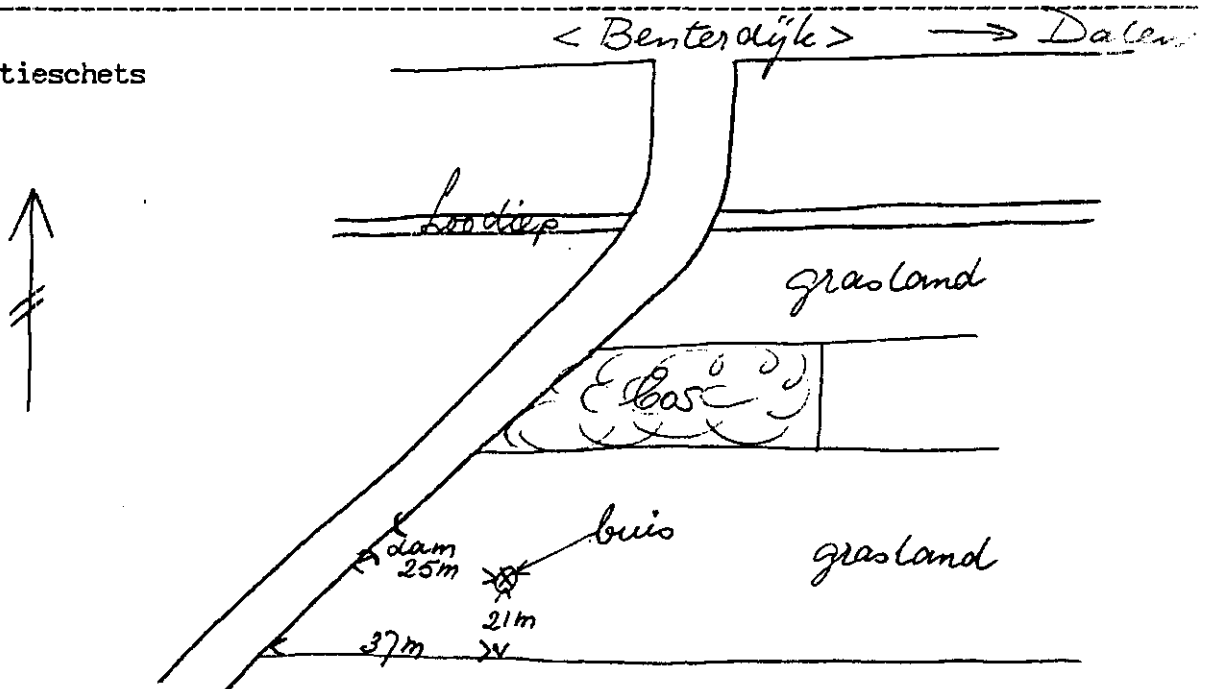 < Benterdijk > → Dalen
tieschets
Loodiep
grasland
bos
buis
dam
25m
grasland
21m
37m